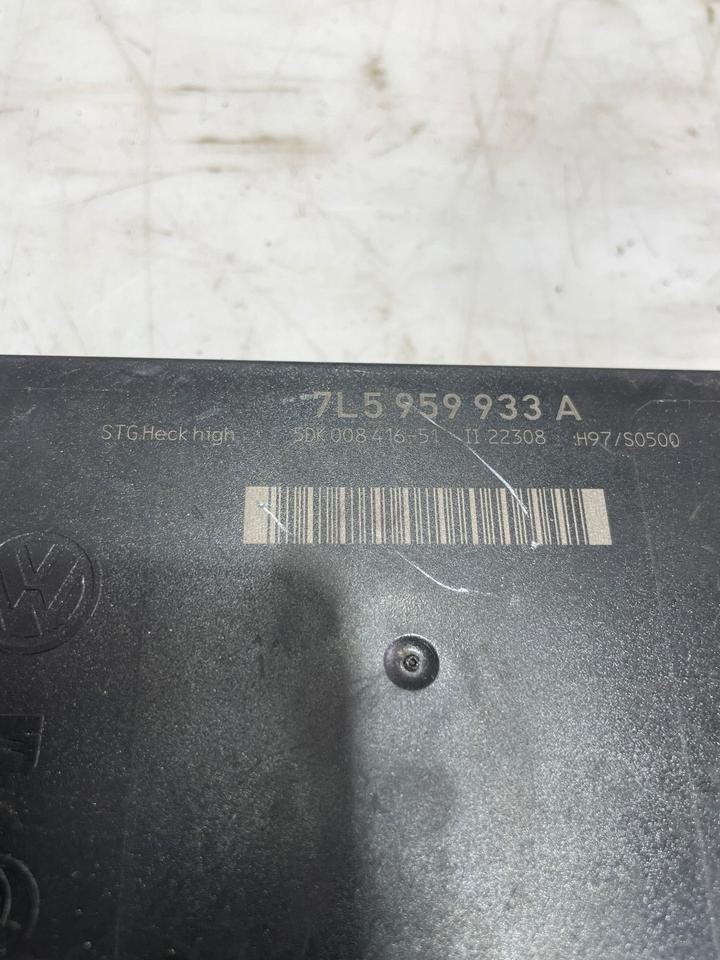 7L5 959 933 A
STG.Heck high 5DK 008 416-51 II 22308 :H97/S0500